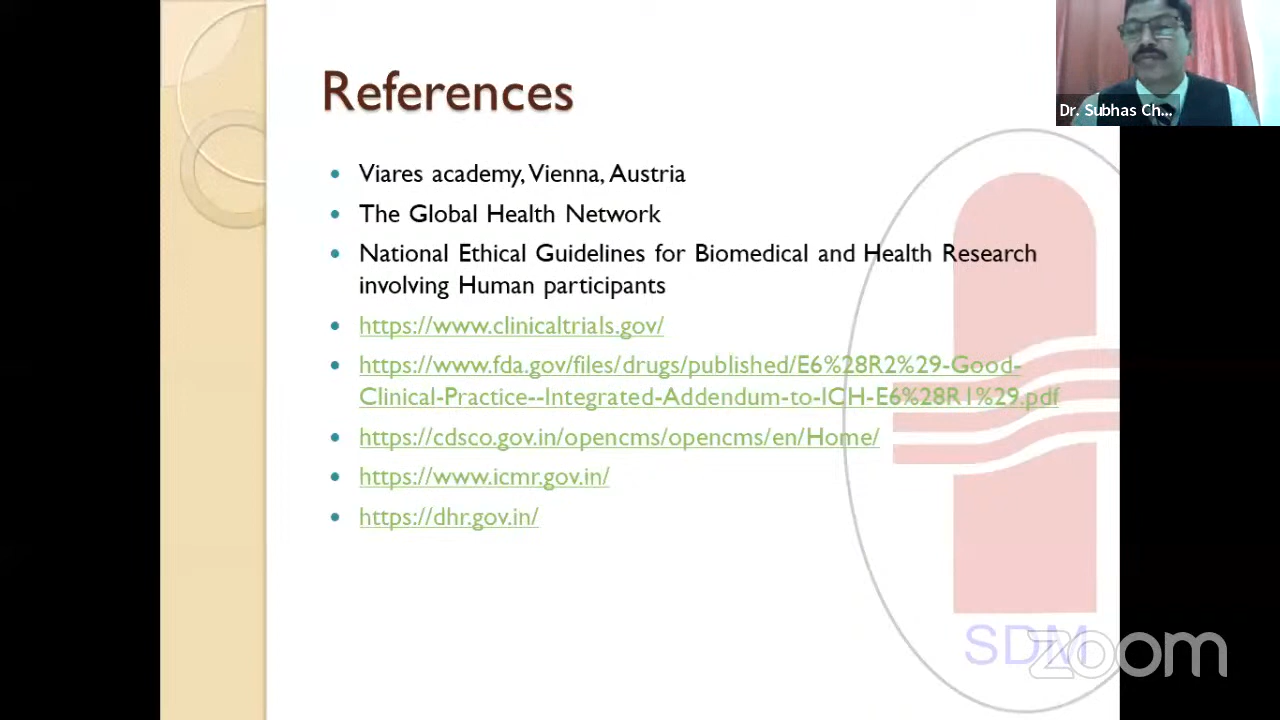 References
Dr. Subhas Ch...
Viares academy, Vienna, Austria
The Global Health Network
National Ethical Guidelines for Biomedical and Health Research
involving Human participants
https://www.clinicaltrials.gov/
https://www.fda.gov/files/drugs/published/E6%28R2%29-Good-
Clinical-Practice--Integrated-Addendum-to-ICH-E6%28R1%29.pdf
https://cdsco.gov.in/opencms/opencms/en/Home/
https://www.icmr.gov.in/
https://dhr.gov.in/
SDM
zoom